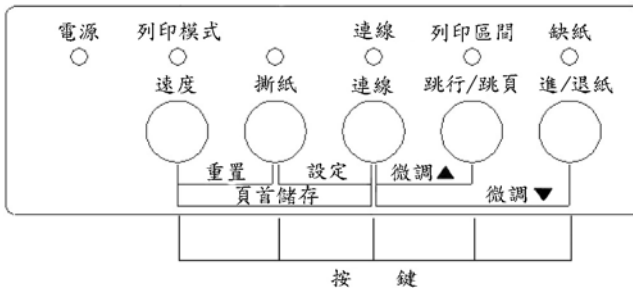 電源 列印模式 連線 列印區間 缺紙
速度 撕紙 連線 跳行/跳頁 進/退紙
重置 設定 微調▲
頁首儲存 微調▼
按 鍵